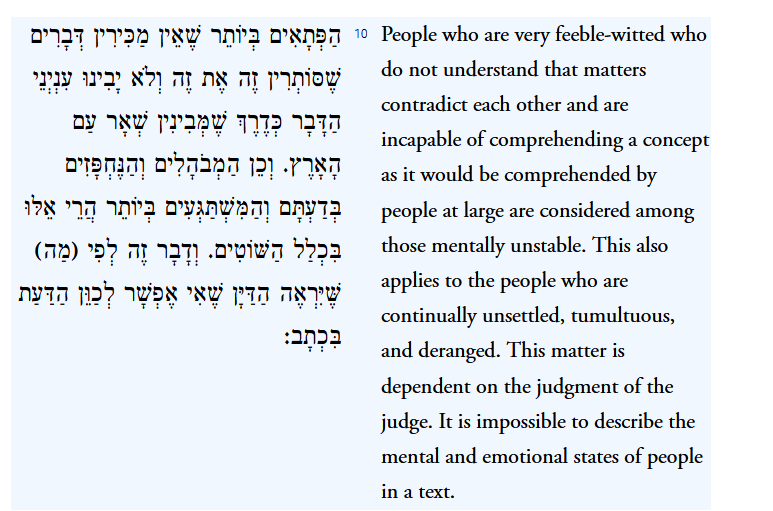 הַפְּתָאִים בְּיוֹתֵר שֶׁאֵין מַכִּירִין דְּבָרִים
שֶׁסּוֹתְרִין זֶה אֶת זֶה וְלֹא יָבִינוּ עִנְיְנֵי
הַדָּבָר כְּדֶרֶךְ שֶׁמְּבִינִין שְׁאָר עַם
הָאָרֶץ. וְכֵן הַמְבֹהָלִים וְהַנֶּחְפָּזִים
בְּדַעְתָּם וְהַמִּשְׁתַּגְּעִים בְּיוֹתֵר הֲרֵי אֵלּוּ
בִּכְלַל הַשּׁוֹטִים. וְדָבָר זֶה לְפִי (מַה)
שֶּׁיִּרְאֶה הַדַּיָּן שֶׁאִי אֶפְשָׁר לְכַוֵּן הַדַּעַת
בִּכְתָב:
10 People who are very feeble-witted who
do not understand that matters
contradict each other and are
incapable of comprehending a concept
as it would be comprehended by
people at large are considered among
those mentally unstable. This also
applies to the people who are
continually unsettled, tumultuous,
and deranged. This matter is
dependent on the judgment of the
judge. It is impossible to describe the
mental and emotional states of people
in a text.